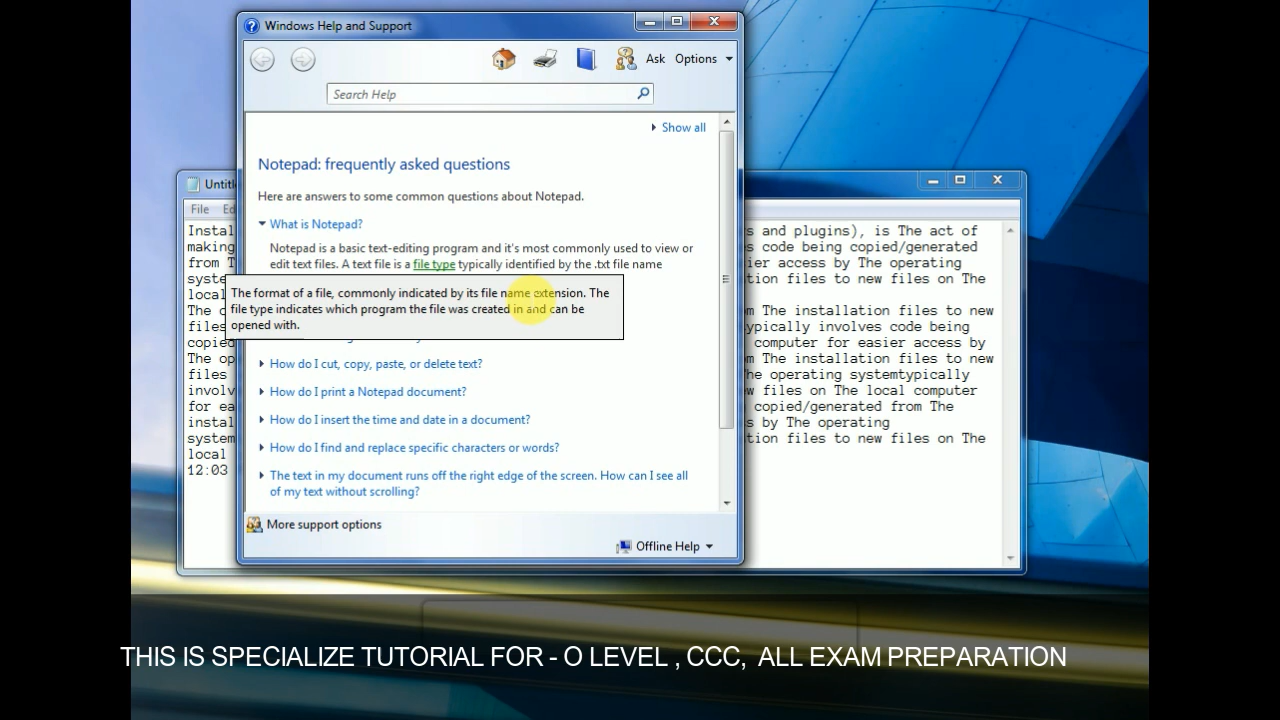 Windows Help and Support
Ask Options
Search Help
Show all
Notepad: frequently asked questions
Here are answers to some common questions about Notepad.
What is Notepad?
Notepad is a basic text-editing program and it's most commonly used to view or
edit text files. A text file is a file type typically identified by the .txt file name
The format of a file, commonly indicated by its file name extension. The
file type indicates which program the file was created in and can be
opened with.
How do I cut, copy, paste, or delete text?
How do I print a Notepad document?
How do I insert the time and date in a document?
How do I find and replace specific characters or words?
The text in my document runs off the right edge of the screen. How can I see all
of my text without scrolling?
More support options
Offline Help
File
and plugins), is The act of
making
code being copied/generated
from
access by The operating
files to new files on The
local
The installation files to new
files
typically involves code being
computer for easier access by
The
The installation files to new
files
operating systemtypically
files on The local computer
for
copied/generated from The
by The operating
files to new files on The
local
12:03
THIS IS SPECIALIZE TUTORIAL FOR - O LEVEL , CCC, ALL EXAM PREPARATION